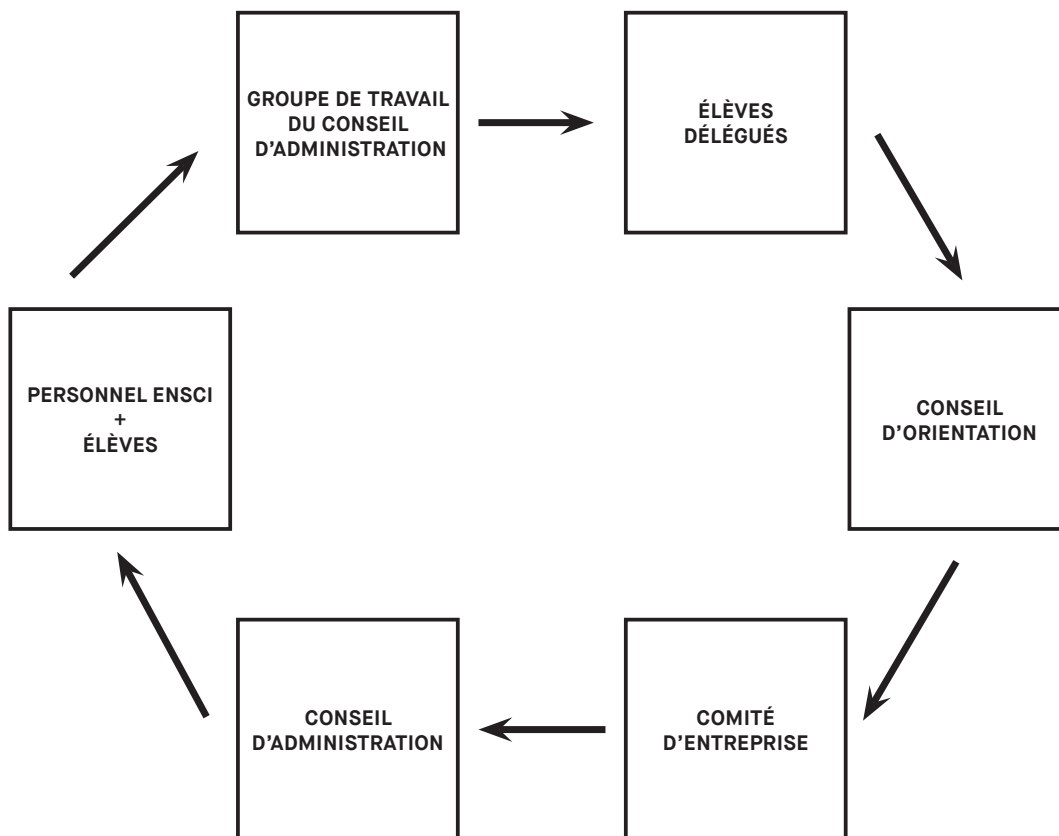 GROUPE DE TRAVAIL
DU CONSEIL
D'ADMINISTRATION
ÉLÈVES
DÉLÉGUÉS
PERSONNEL ENSCI
+
ÉLÈVES
CONSEIL
D'ORIENTATION
CONSEIL
D'ADMINISTRATION
COMITÉ
D'ENTREPRISE